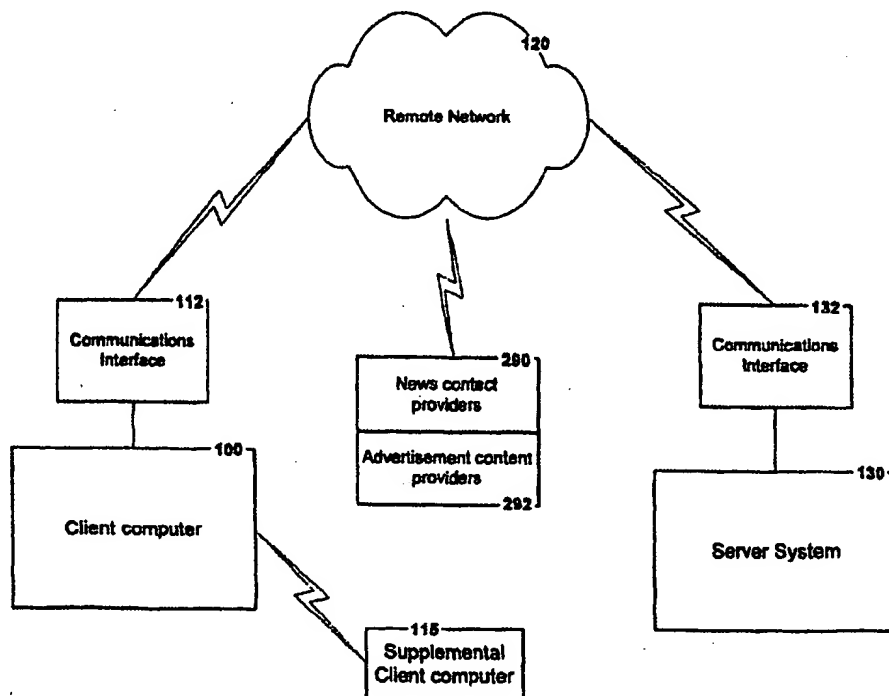 120
Remote Network
112
Communications
Interface
290
News contact
providers
Advertisement content
providers
292
132
Communications
Interface
100
Client computer
130
Server System
115
Supplemental
Client computer